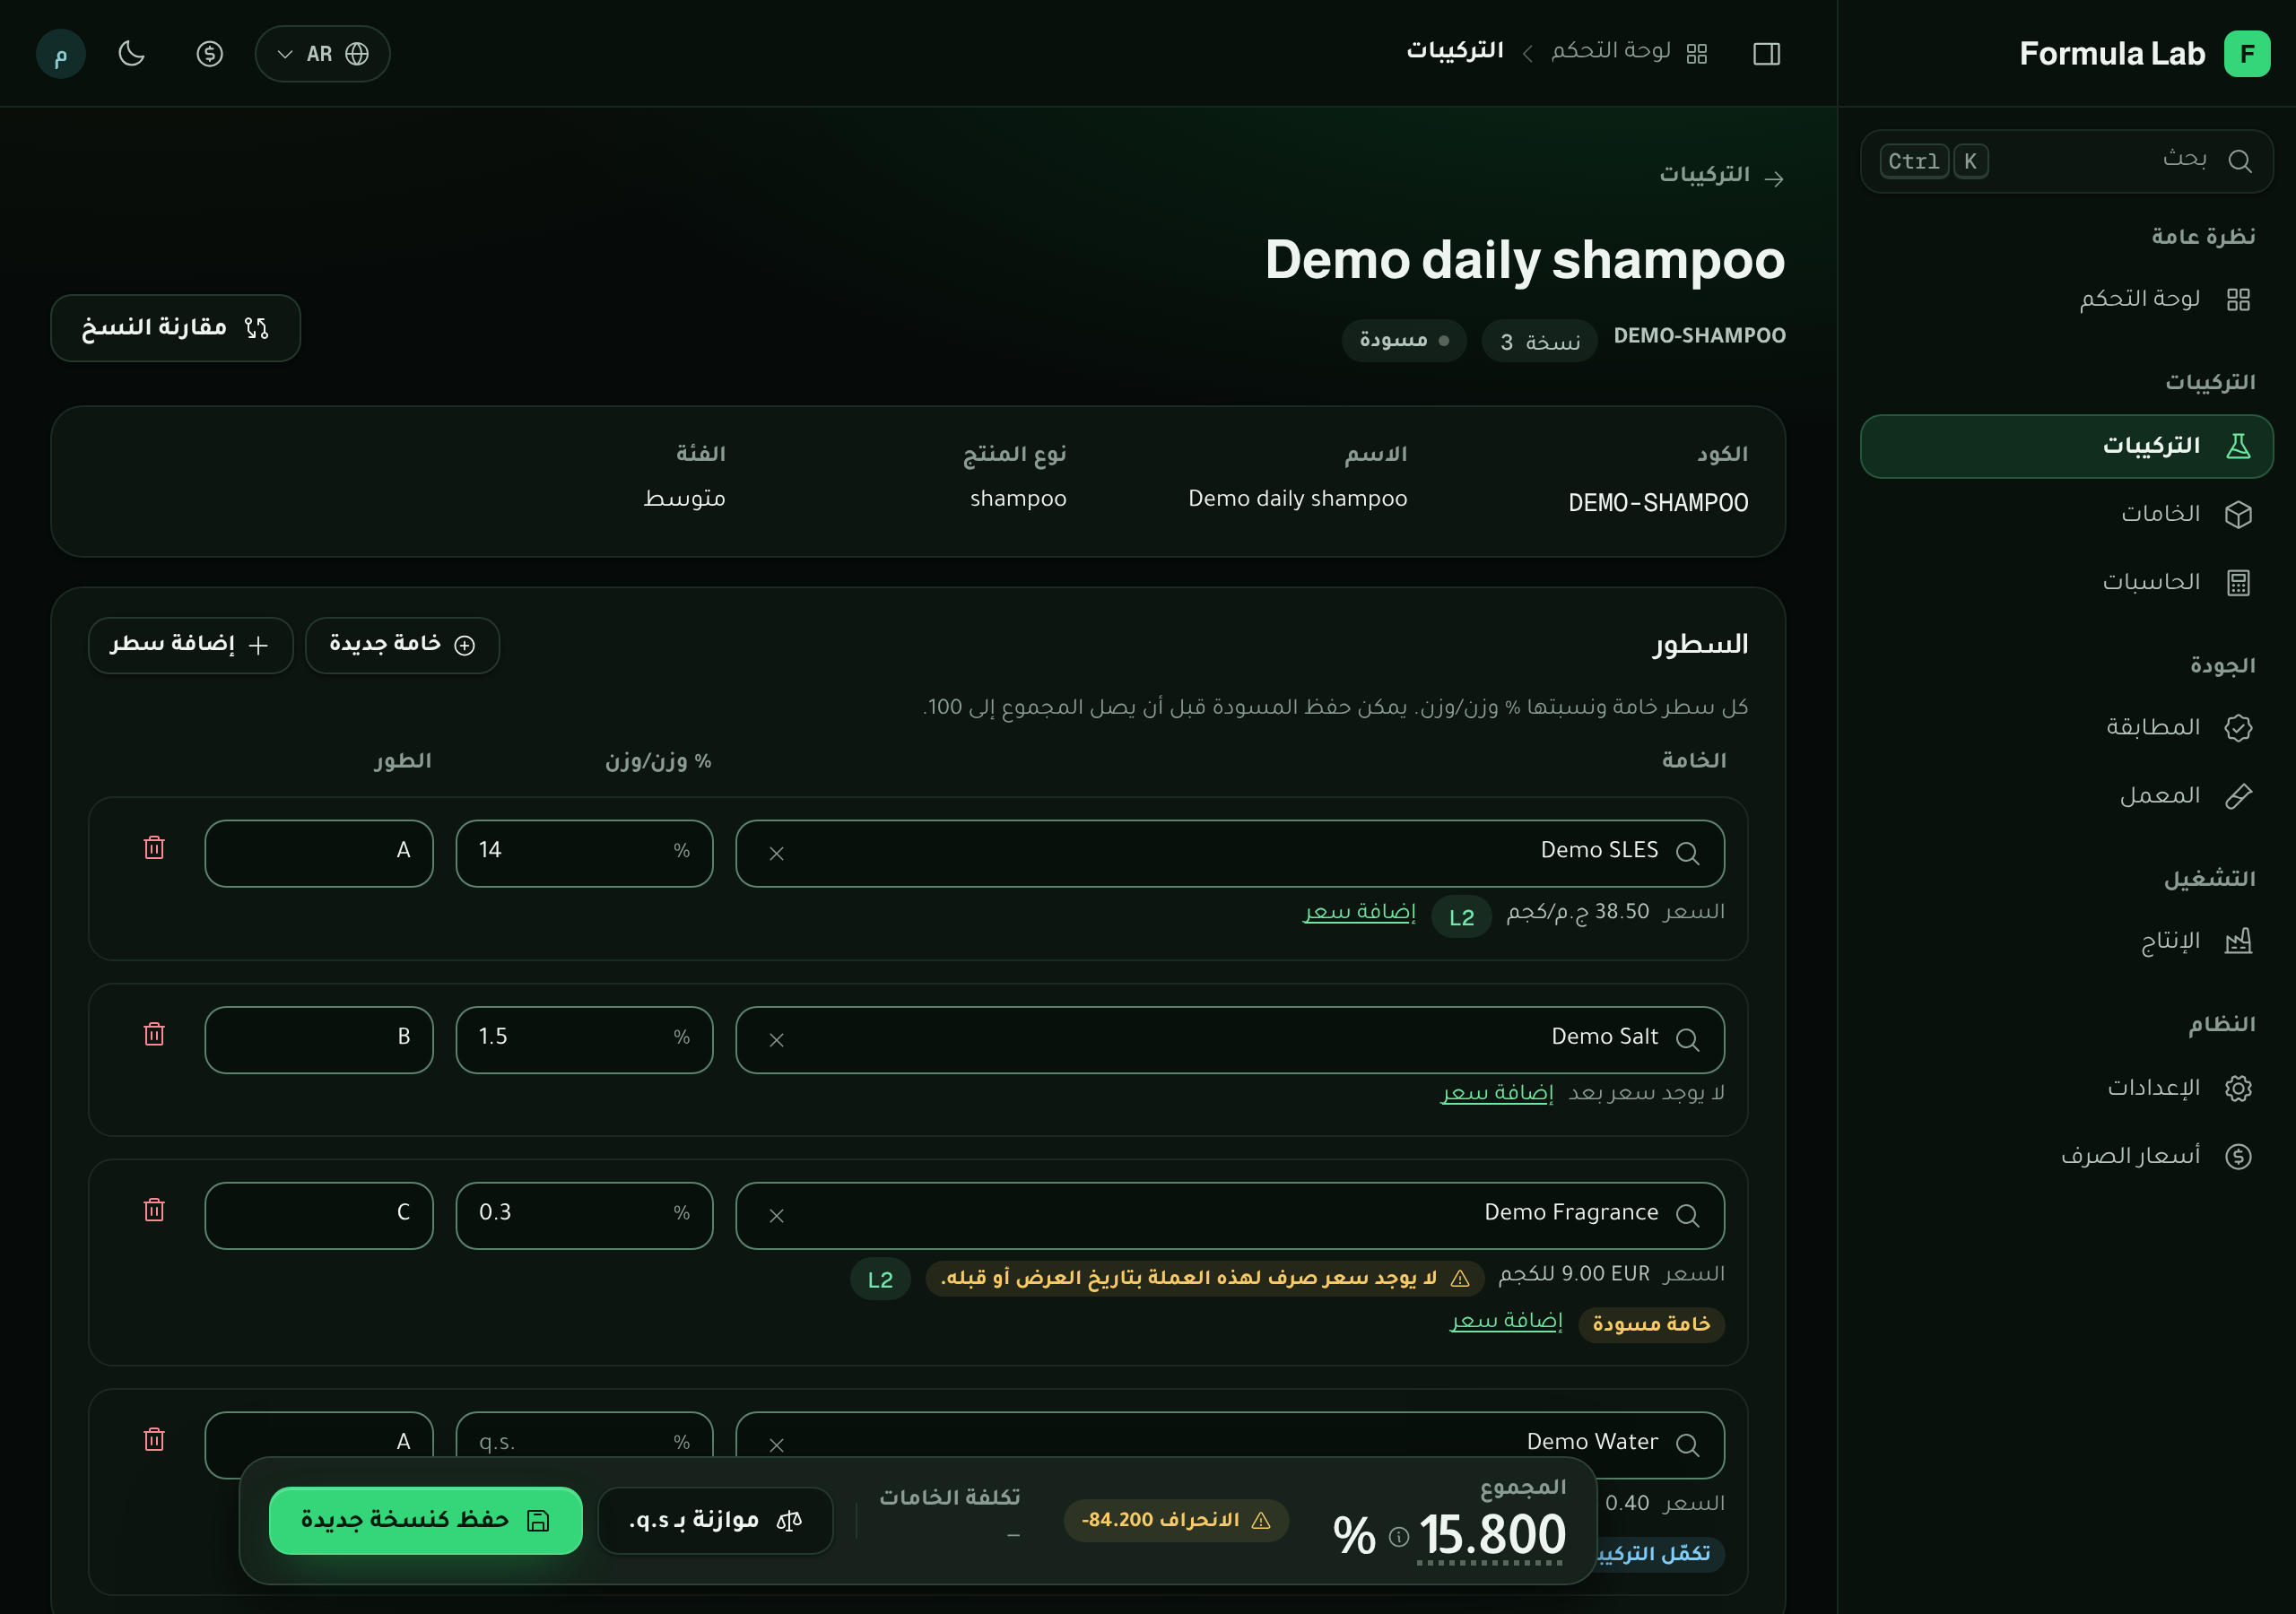 F Formula Lab
بحث
Ctrl K
نظرة عامة
لوحة التحكم
التركيبات
التركيبات
الخامات
الحاسبات
الجودة
المطابقة
المعمل
التشغيل
الإنتاج
النظام
الإعدادات
أسعار الصرف
لوحة التحكم
التركيبات
AR
م
التركيبات
Demo daily shampoo
DEMO-SHAMPOO نسخة 3 مسودة
مقارنة النسخ
الكود الاسم نوع المنتج الفئة
DEMO-SHAMPOO Demo daily shampoo shampoo متوسط
السطور
خامة جديدة
إضافة سطر
كل سطر خامة ونسبتها % وزن/وزن. يمكن حفظ المسودة قبل أن يصل المجموع إلى 100.
الخامة % وزن/وزن الطور
Demo SLES % 14 A
السعر 38.50 ج.م/كجم L2 إضافة سعر
Demo Salt % 1.5 B
لا يوجد سعر بعد إضافة سعر
Demo Fragrance % 0.3 C
السعر 9.00 EUR للكجم لا يوجد سعر صرف لهذه العملة بتاريخ العرض أو قبله. L2
خامة مسودة إضافة سعر
Demo Water % q.s. A
السعر 0.40
المجموع
15.800 %
الانحراف -84.200
تكلفة الخامات
–
موازنة بـ q.s.
حفظ كنسخة جديدة